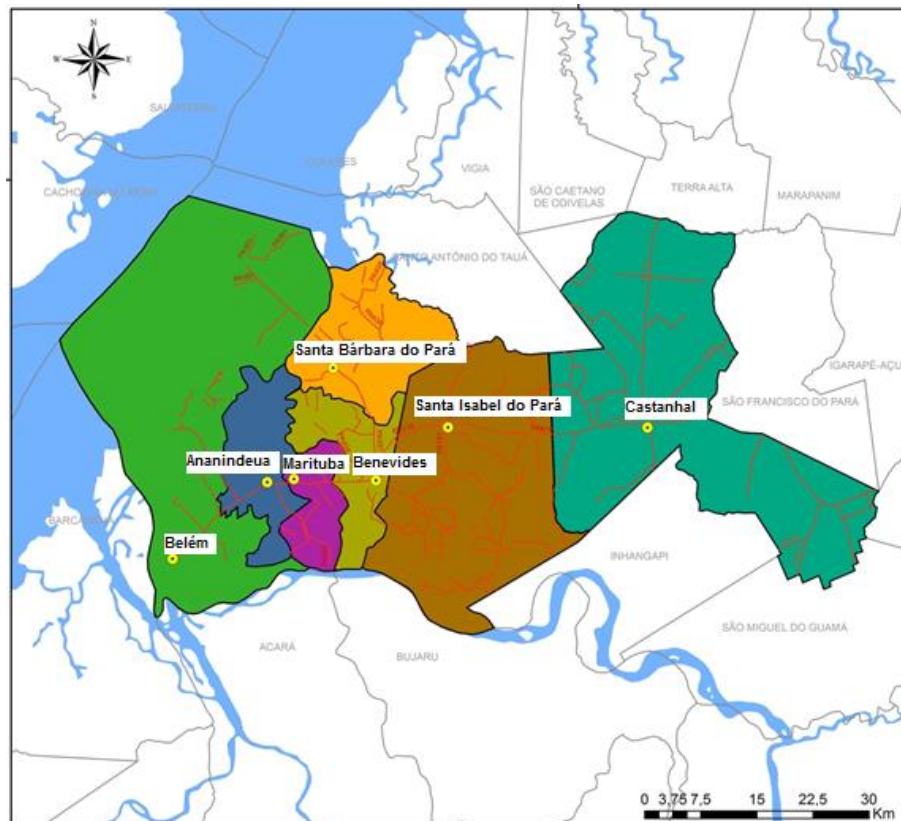 N
W E
S
COLARES
VIGIA
SÃO CAETANO
DE ODIVELAS
TERRA ALTA
MARAPANIM
SANTO ANTÔNIO DO TAUÁ
Santa Bárbara do Pará
IGARAPÉ-AÇU
SÃO FRANCISCO DO PARÁ
Santa Isabel do Pará
Castanhal
Ananindeua
Marituba
Benevides
Belém
INHANGAPI
SÃO MIGUEL DO GUAMÁ
ACARÁ
BUJARU
0 3,75 7,5 15 22,5 30
Km